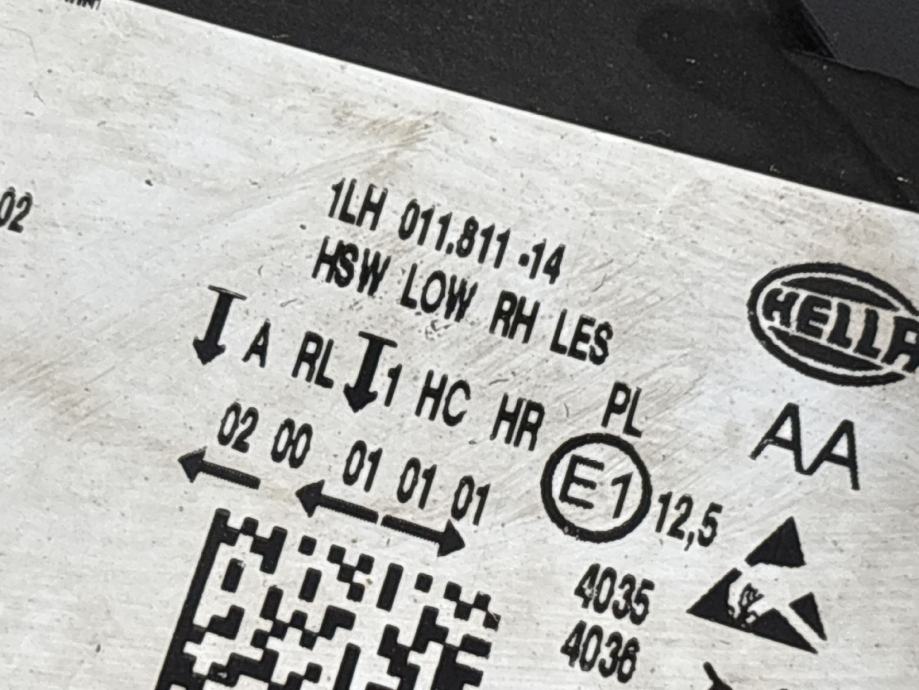 02
1LH 011.811 -14
HSW LOW RH LES
HELLA
A RL 1 HC HR PL
AA
02 00 01 01 01
E1 12,5
4035
4036